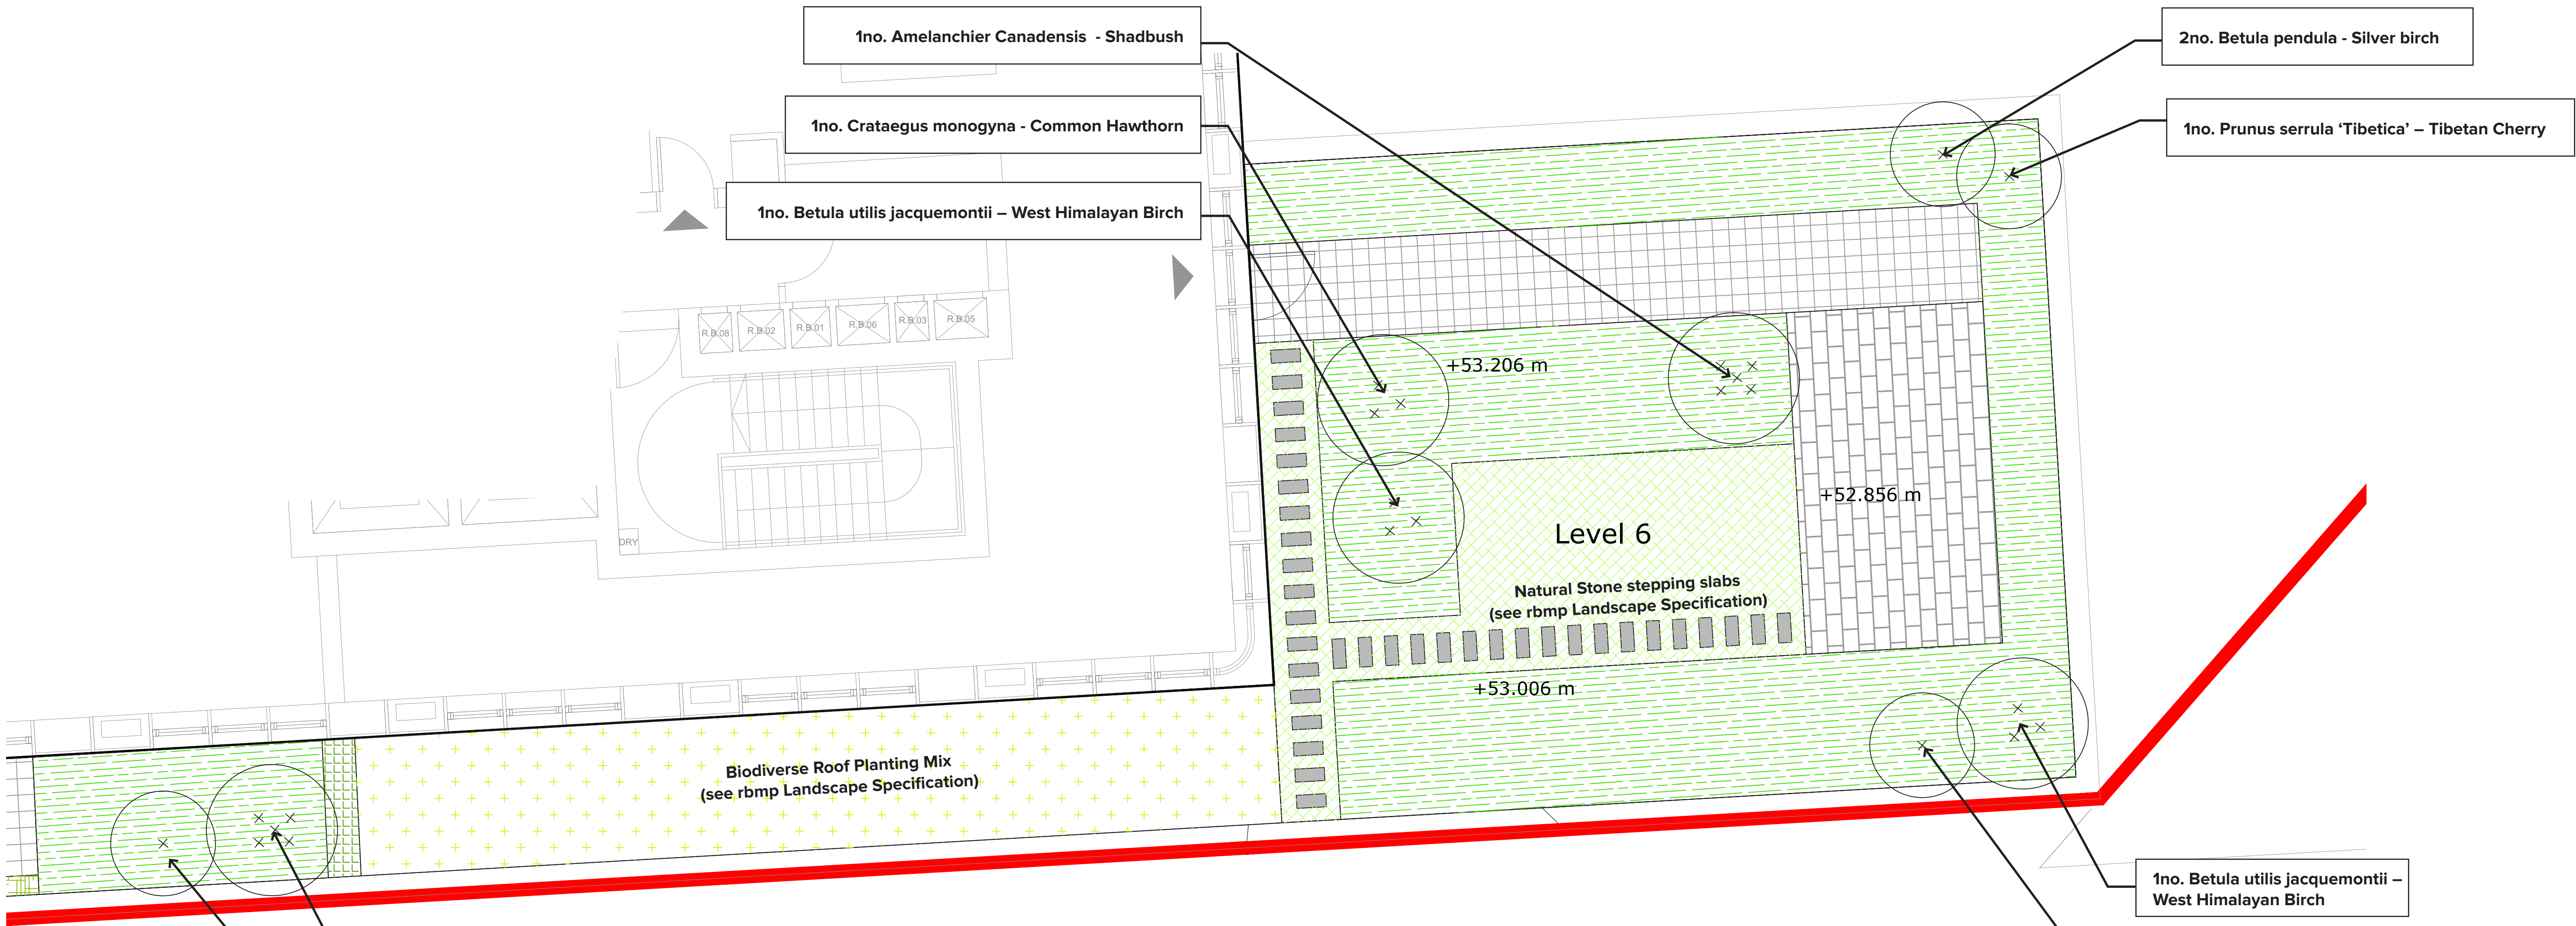 1no. Amelanchier Canadensis - Shadbush
2no. Betula pendula - Silver birch
1no. Crataegus monogyna - Common Hawthorn
1no. Prunus serrula ‘Tibetica’ – Tibetan Cherry
1no. Betula utilis jacquemontii – West Himalayan Birch
R.B.08
R.B.02
R.B.01
R.B.06
R.B.03
R.B.05
+53.206 m
+52.856 m
Level 6
DRY
Natural Stone stepping slabs
(see rbmp Landscape Specification)
+53.006 m
Biodiverse Roof Planting Mix
(see rbmp Landscape Specification)
1no. Betula utilis jacquemontii –
West Himalayan Birch